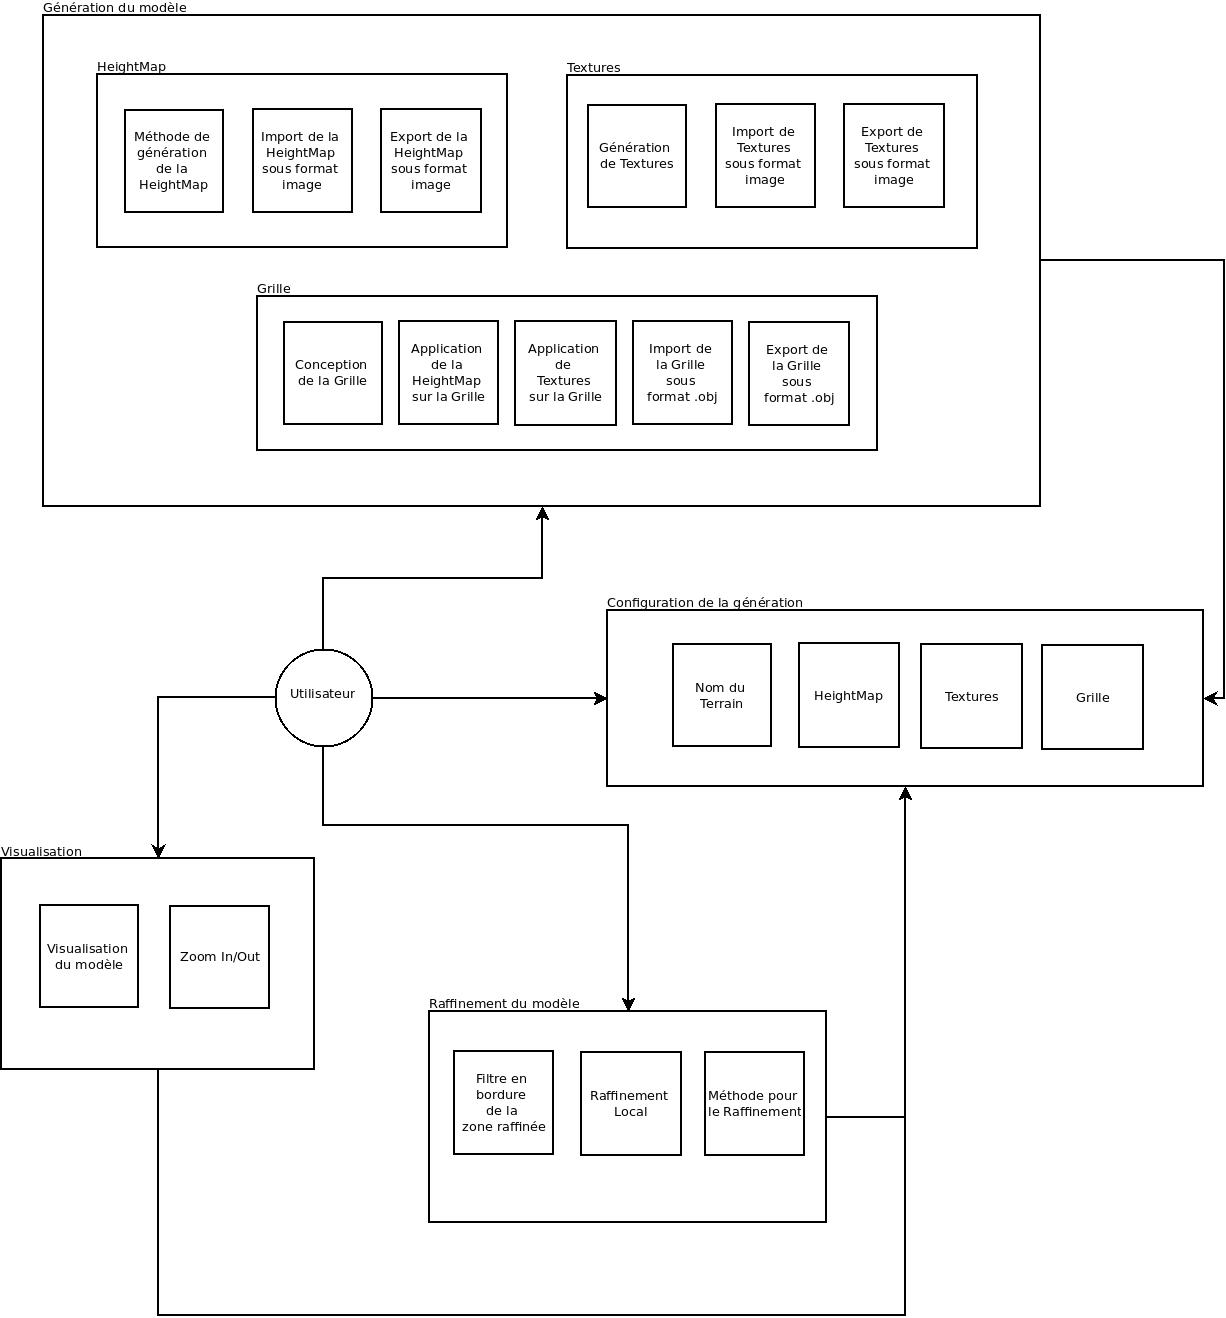 Génération du modèle
HeightMap
Méthode de
génération
de la
HeightMap
Import de la
HeightMap
sous format
image
Export de la
HeightMap
sous format
image
Textures
Génération
de Textures
Import de
Textures
sous format
image
Export de
Textures
sous format
image
Grille
Conception
de la Grille
Application
de la
HeightMap
sur la Grille
Application
de
Textures
sur la Grille
Import de
la Grille
sous
format .obj
Export de
la Grille
sous
format .obj
Utilisateur
Configuration de la génération
Nom du
Terrain
HeightMap
Textures
Grille
Visualisation
Visualisation
du modèle
Zoom In/Out
Raffinement du modèle
Filtre en
bordure
de la
zone raffinée
Raffinement
Local
Méthode pour
le Raffinement